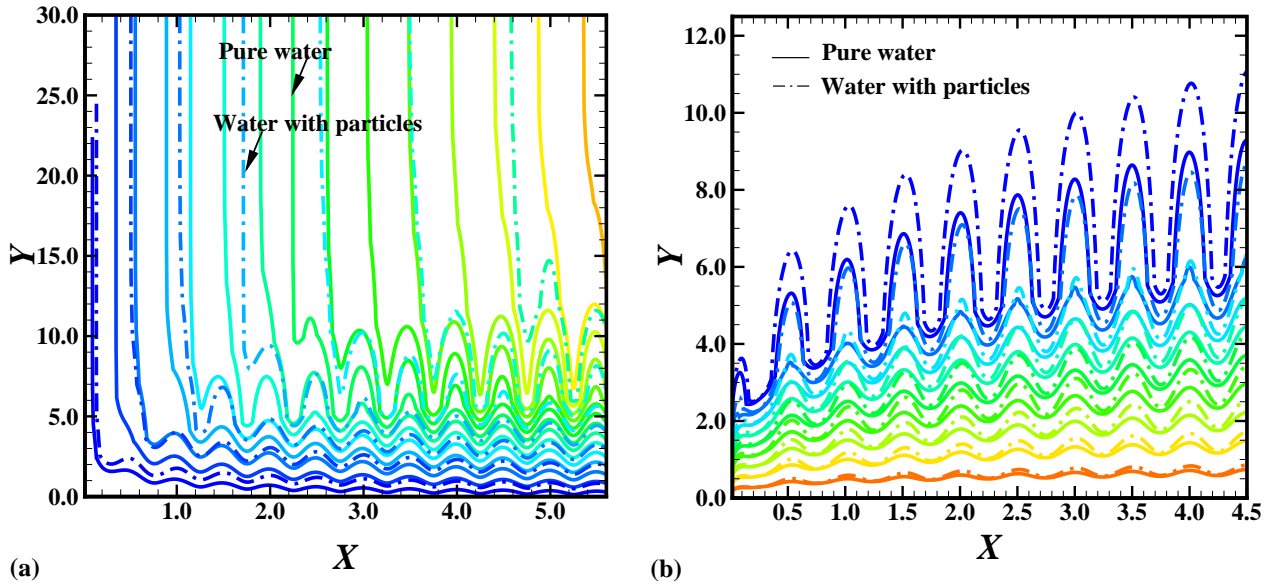 30.0
25.0
20.0
15.0
10.0
5.0
0.0
Y
Pure water
Water with particles
1.0 2.0 3.0 4.0 5.0
X
(a)
12.0
10.0
8.0
6.0
4.0
2.0
0.0
Y
Pure water
Water with particles
0.5 1.0 1.5 2.0 2.5 3.0 3.5 4.0 4.5
X
(b)